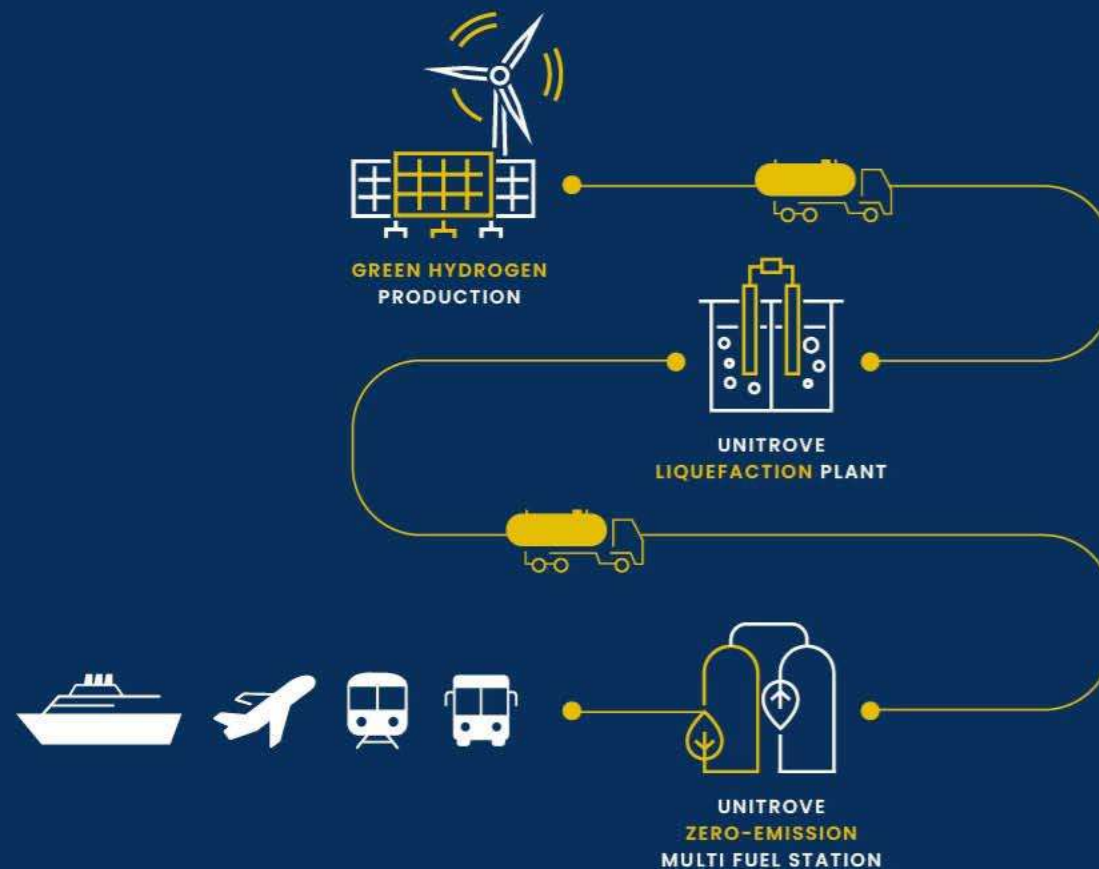 GREEN HYDROGEN
PRODUCTION
UNITROVE
LIQUEFACTION PLANT
UNITROVE
ZERO-EMISSION
MULTI FUEL STATION